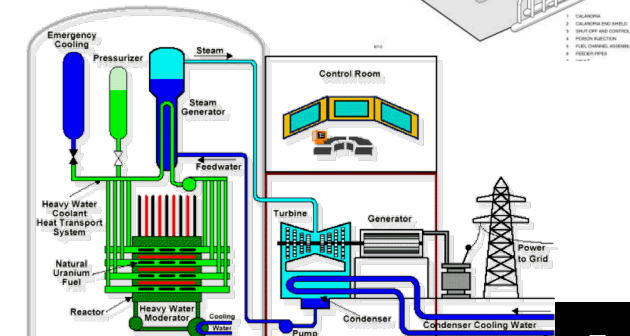 1 CALANDRIA
2 CALANDRIA END SHIELD
3 SHUT-OFF AND CONTROL
4 POISON INJECTION
5 FUEL CHANNEL ASSEMBL
6 FEEDER PIPES
Emergency
Cooling
Pressurizer
Steam
Control Room
Steam
Generator
Feedwater
Heavy Water
Coolant
Heat Transport
System
Turbine
Generator
Power
to Grid
Natural
Uranium
Fuel
Reactor
Heavy Water
Moderator
Cooling
Water
Pump
Condenser
Condenser Cooling Water